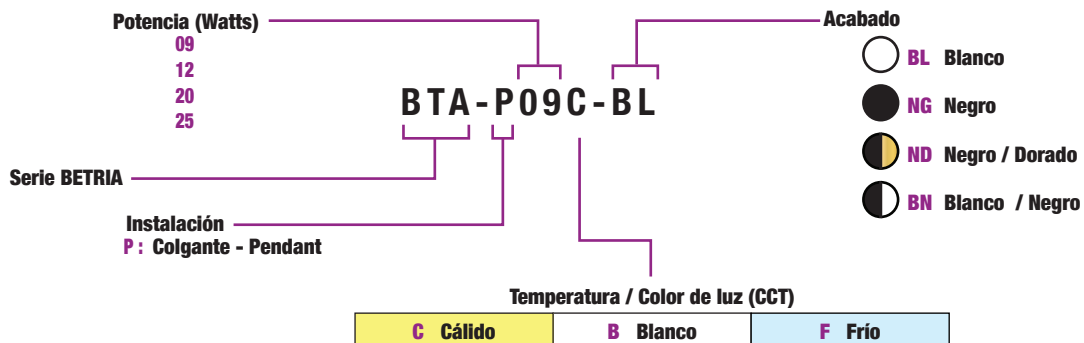 Potencia (Watts)
09
12
20
25
Acabado
BL Blanco
NG Negro
ND Negro / Dorado
BN Blanco / Negro
BTA-P09C-BL
Serie BETRIA
Instalación
P : Colgante - Pendant
Temperatura / Color de luz (CCT)
C Cálido B Blanco F Frío